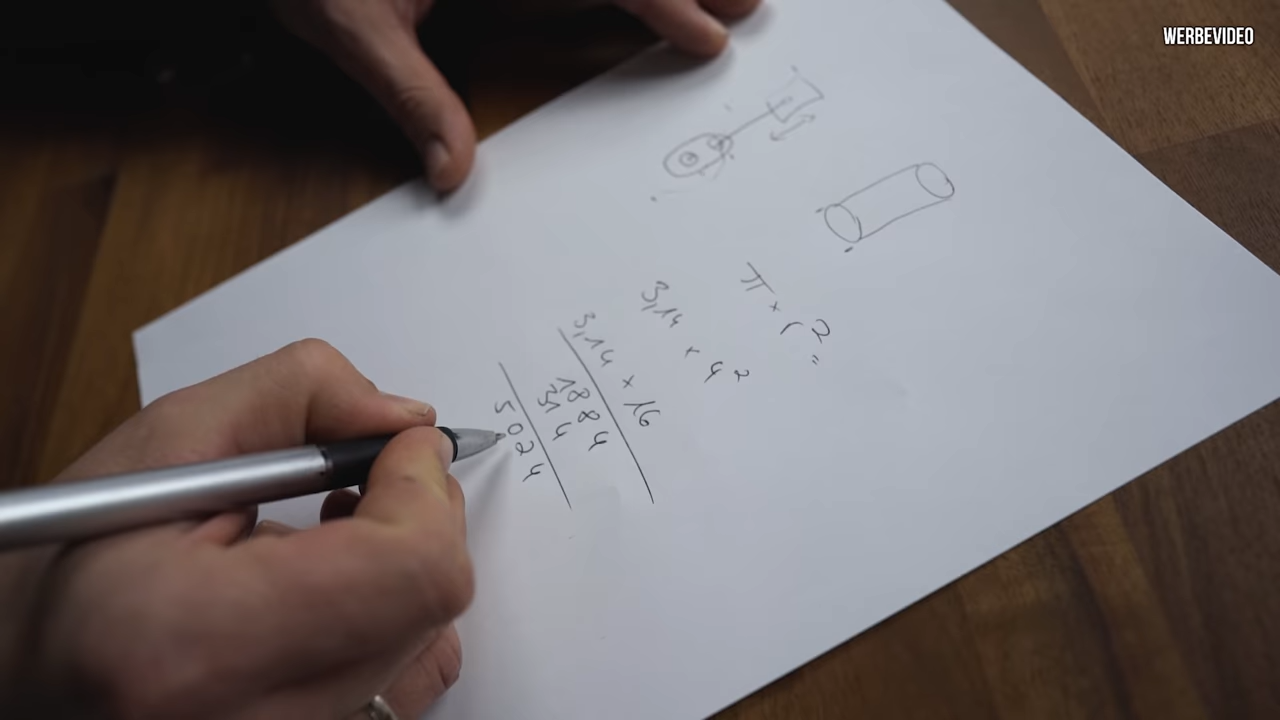 WERBEVIDEO
π × r² =
3,14 × 4²
3,14 × 16
1884
314
5024